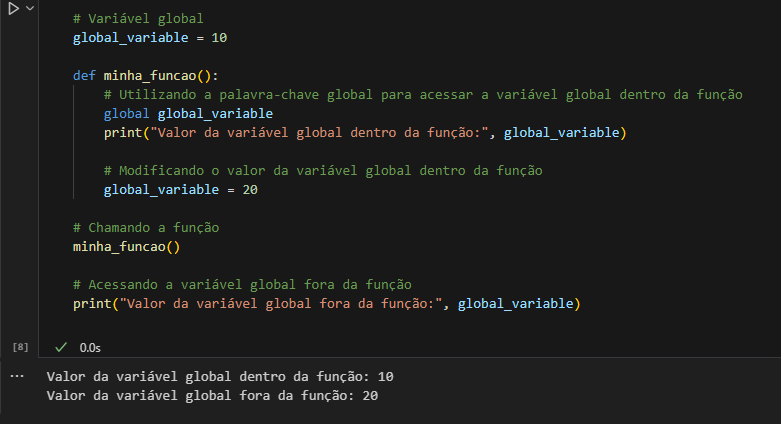 # Variável global
global_variable = 10
def minha_funcao():
# Utilizando a palavra-chave global para acessar a variável global dentro da função
global global_variable
print("Valor da variável global dentro da função:", global_variable)
# Modificando o valor da variável global dentro da função
global_variable = 20
# Chamando a função
minha_funcao()
# Acessando a variável global fora da função
print("Valor da variável global fora da função:", global_variable)
[8] 0.0s
Valor da variável global dentro da função: 10
Valor da variável global fora da função: 20